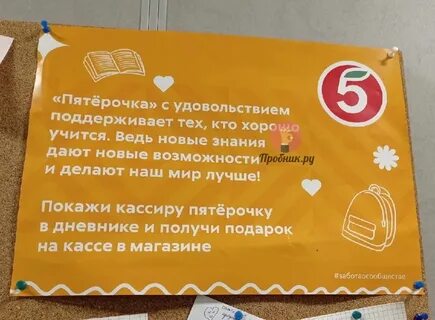 5
«Пятёрочка» с удовольствием
поддерживает тех, кто хорошо
учится. Ведь новые знания
дают новые возможности
и делают наш мир лучше!
Пробник.ру
Покажи кассиру пятёрочку
в дневнике и получи подарок
на кассе в магазине
#заботаосообществе